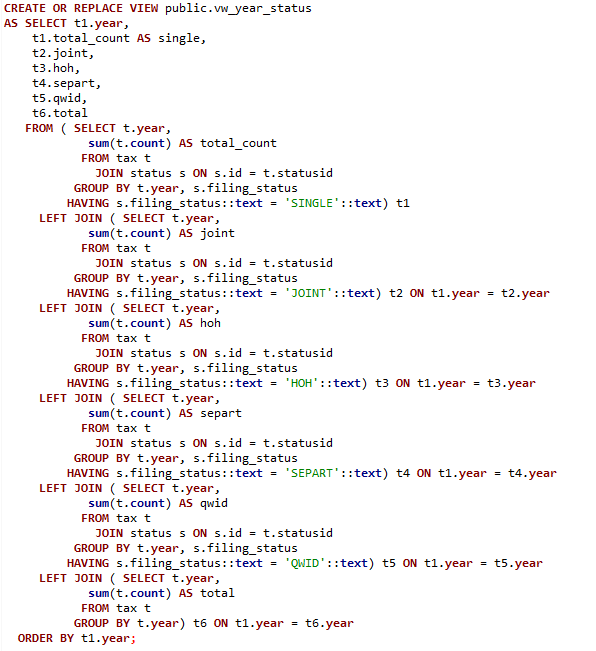 CREATE OR REPLACE VIEW public.vw_year_status
AS SELECT t1.year,
    t1.total_count AS single,
    t2.joint,
    t3.hoh,
    t4.separt,
    t5.qwid,
    t6.total
   FROM ( SELECT t.year,
            sum(t.count) AS total_count
           FROM tax t
             JOIN status s ON s.id = t.statusid
          GROUP BY t.year, s.filing_status
         HAVING s.filing_status::text = 'SINGLE'::text) t1
     LEFT JOIN ( SELECT t.year,
            sum(t.count) AS joint
           FROM tax t
             JOIN status s ON s.id = t.statusid
          GROUP BY t.year, s.filing_status
         HAVING s.filing_status::text = 'JOINT'::text) t2 ON t1.year = t2.year
     LEFT JOIN ( SELECT t.year,
            sum(t.count) AS hoh
           FROM tax t
             JOIN status s ON s.id = t.statusid
          GROUP BY t.year, s.filing_status
         HAVING s.filing_status::text = 'HOH'::text) t3 ON t1.year = t3.year
     LEFT JOIN ( SELECT t.year,
            sum(t.count) AS separt
           FROM tax t
             JOIN status s ON s.id = t.statusid
          GROUP BY t.year, s.filing_status
         HAVING s.filing_status::text = 'SEPART'::text) t4 ON t1.year = t4.year
     LEFT JOIN ( SELECT t.year,
            sum(t.count) AS qwid
           FROM tax t
             JOIN status s ON s.id = t.statusid
          GROUP BY t.year, s.filing_status
         HAVING s.filing_status::text = 'QWID'::text) t5 ON t1.year = t5.year
     LEFT JOIN ( SELECT t.year,
            sum(t.count) AS total
           FROM tax t
          GROUP BY t.year) t6 ON t1.year = t6.year
  ORDER BY t1.year;